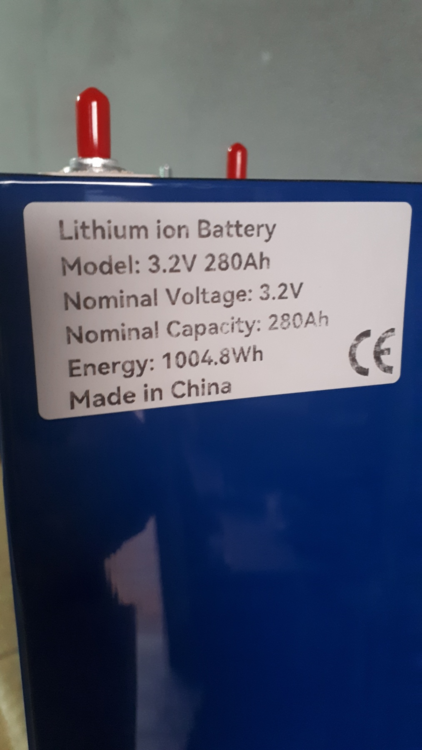 Lithium ion Battery
Model: 3.2V 280Ah
Nominal Voltage: 3.2V
Nominal Capacity: 280Ah
Energy: 1004.8Wh
Made in China
CE